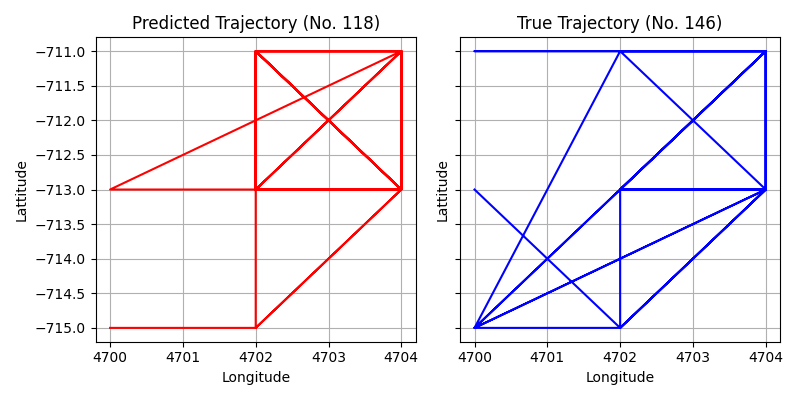 Predicted Trajectory (No. 118)
True Trajectory (No. 146)
−711.0
−711.5
−712.0
−712.5
−713.0
−713.5
−714.0
−714.5
−715.0
Lattitude
Lattitude
4700 4701 4702 4703 4704
4700 4701 4702 4703 4704
Longitude
Longitude